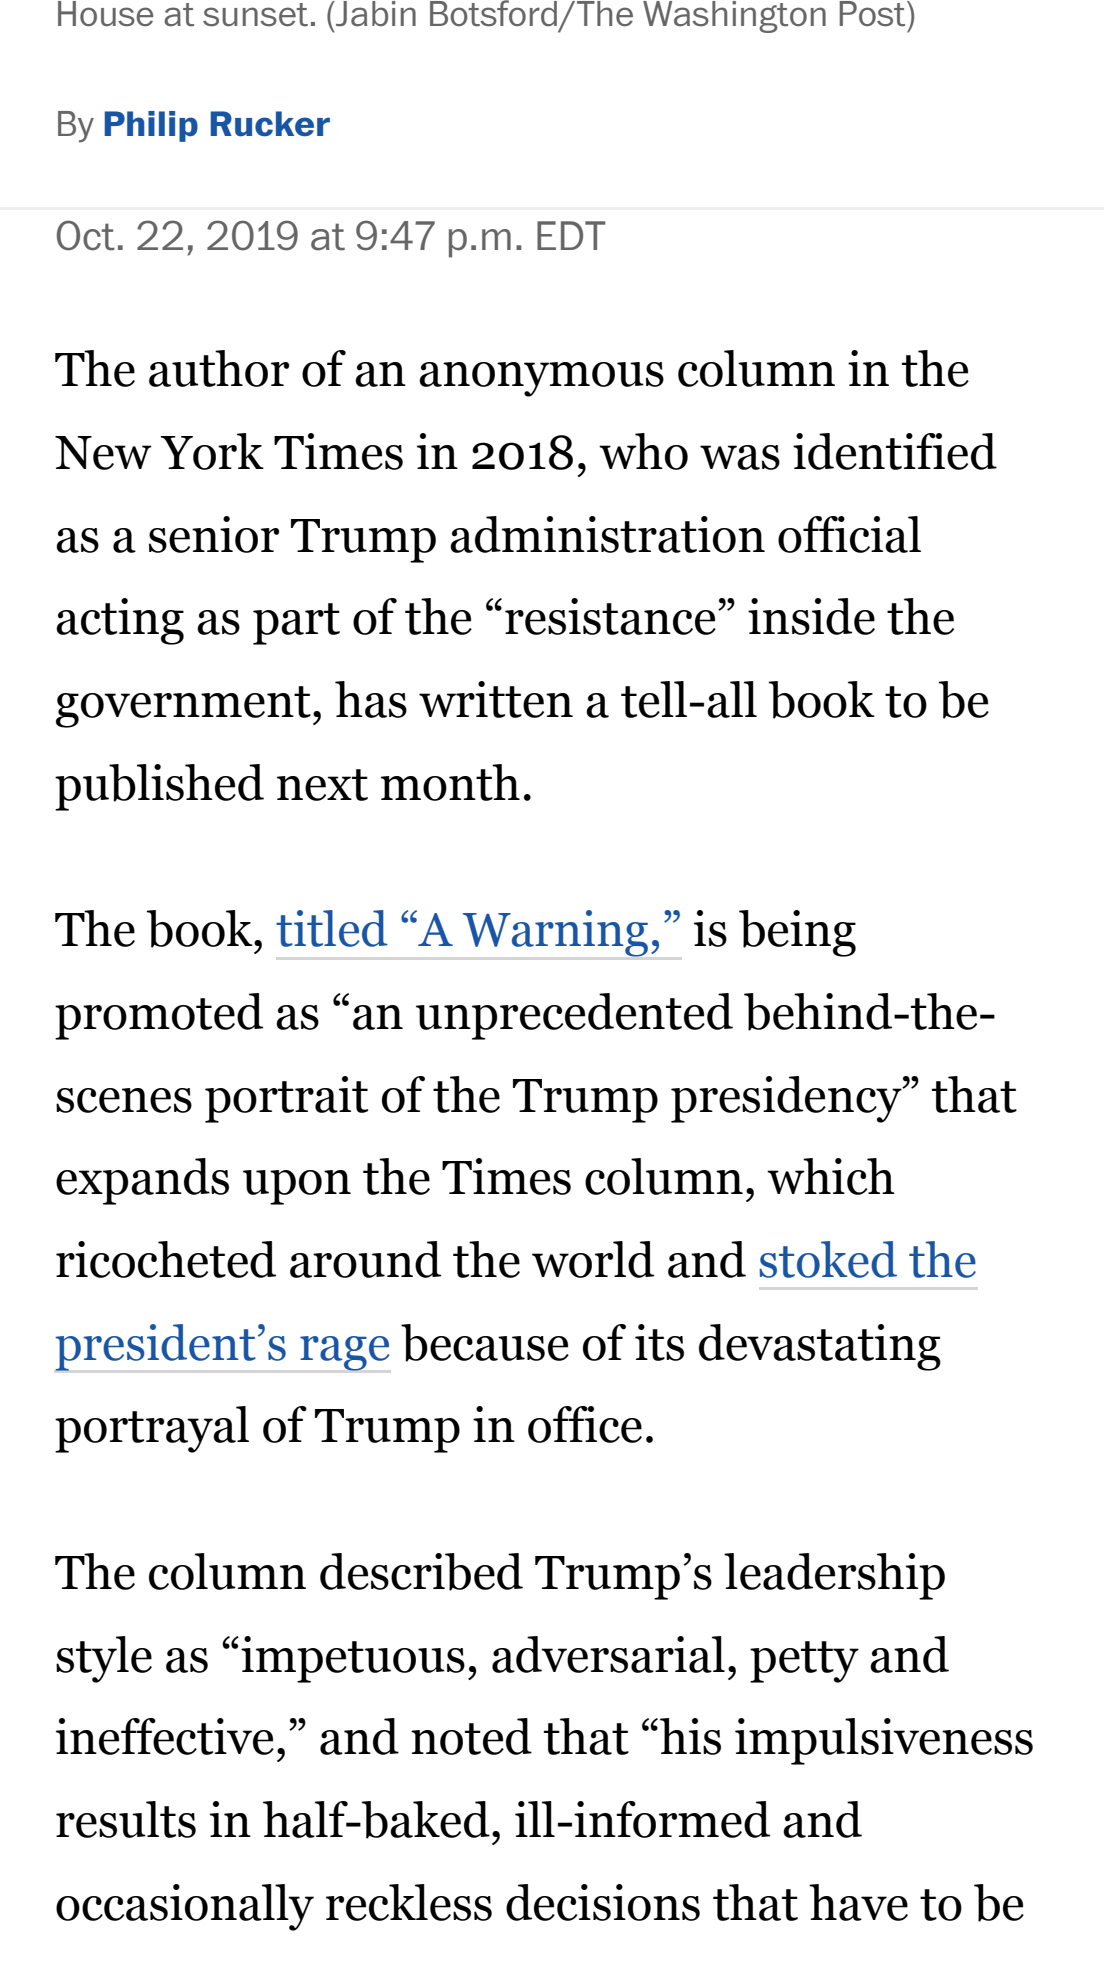 House at sunset. (Jabin Botsford/The Washington Post)
By Philip Rucker
Oct. 22, 2019 at 9:47 p.m. EDT
The author of an anonymous column in the
New York Times in 2018, who was identified
as a senior Trump administration official
acting as part of the “resistance” inside the
government, has written a tell-all book to be
published next month.
The book, titled “A Warning,” is being
promoted as “an unprecedented behind-the-
scenes portrait of the Trump presidency” that
expands upon the Times column, which
ricocheted around the world and stoked the
president’s rage because of its devastating
portrayal of Trump in office.
The column described Trump’s leadership
style as “impetuous, adversarial, petty and
ineffective,” and noted that “his impulsiveness
results in half-baked, ill-informed and
occasionally reckless decisions that have to be